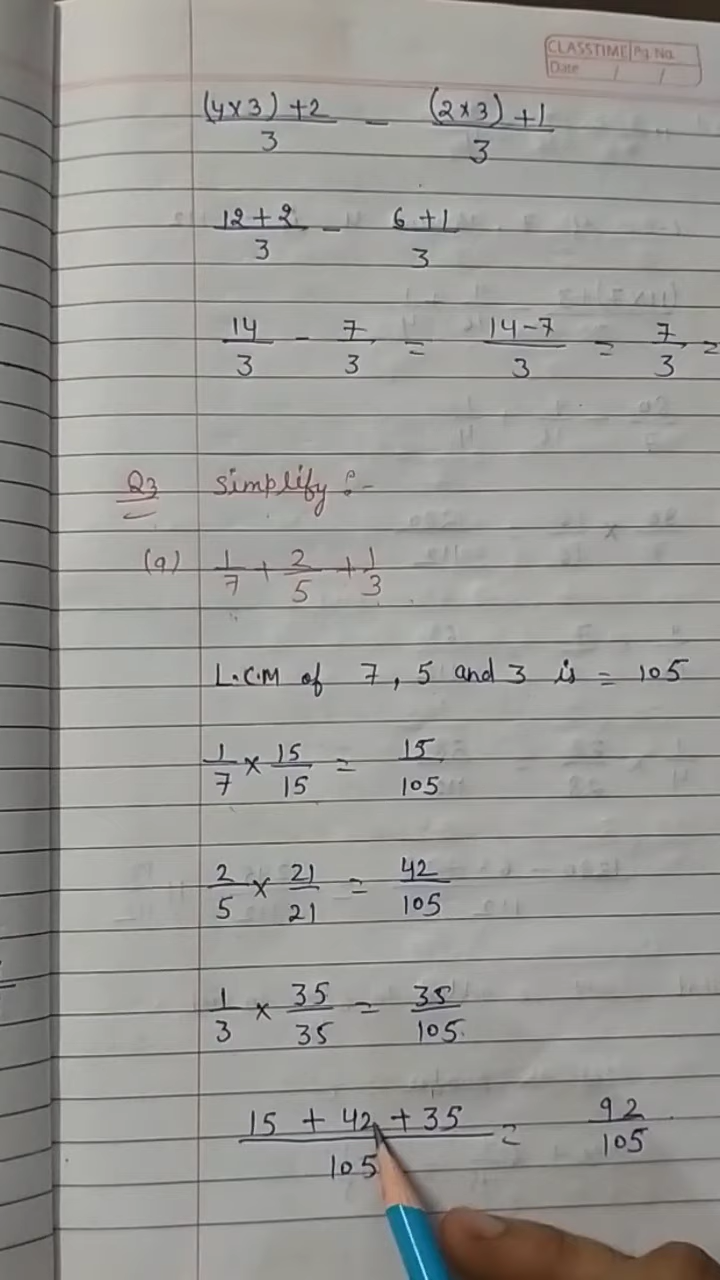 CLASSTIME Pg. No.
Date / /
(4×3)+2/3 - (2×3)+1/3
12+2/3 - 6+1/3
14/3 - 7/3 = 14-7/3 = 7/3 =
Q3 Simplify :-
(a) 1/7 + 2/5 + 1/3
L.C.M of 7, 5 and 3 is = 105
1/7 × 15/15 = 15/105
2/5 × 21/21 = 42/105
1/3 × 35/35 = 35/105
15 + 42 + 35/105 = 92/105